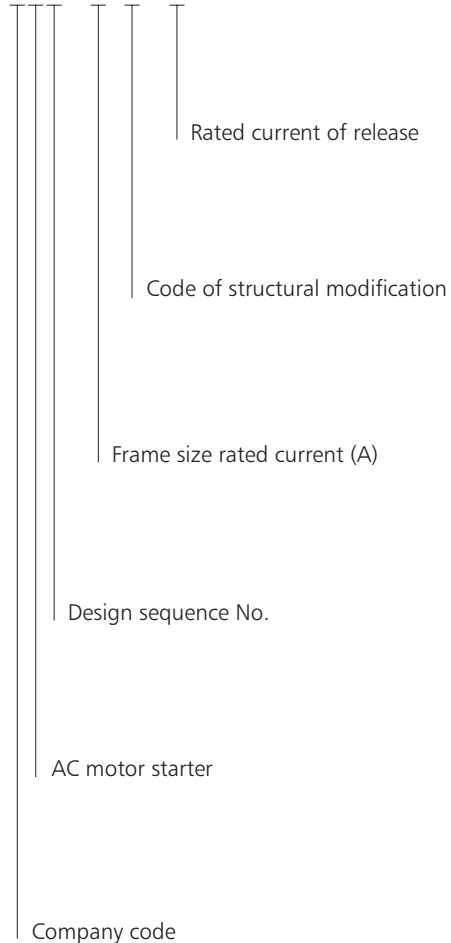 Rated current of release
Code of structural modification
Frame size rated current (A)
Design sequence No.
AC motor starter
Company code